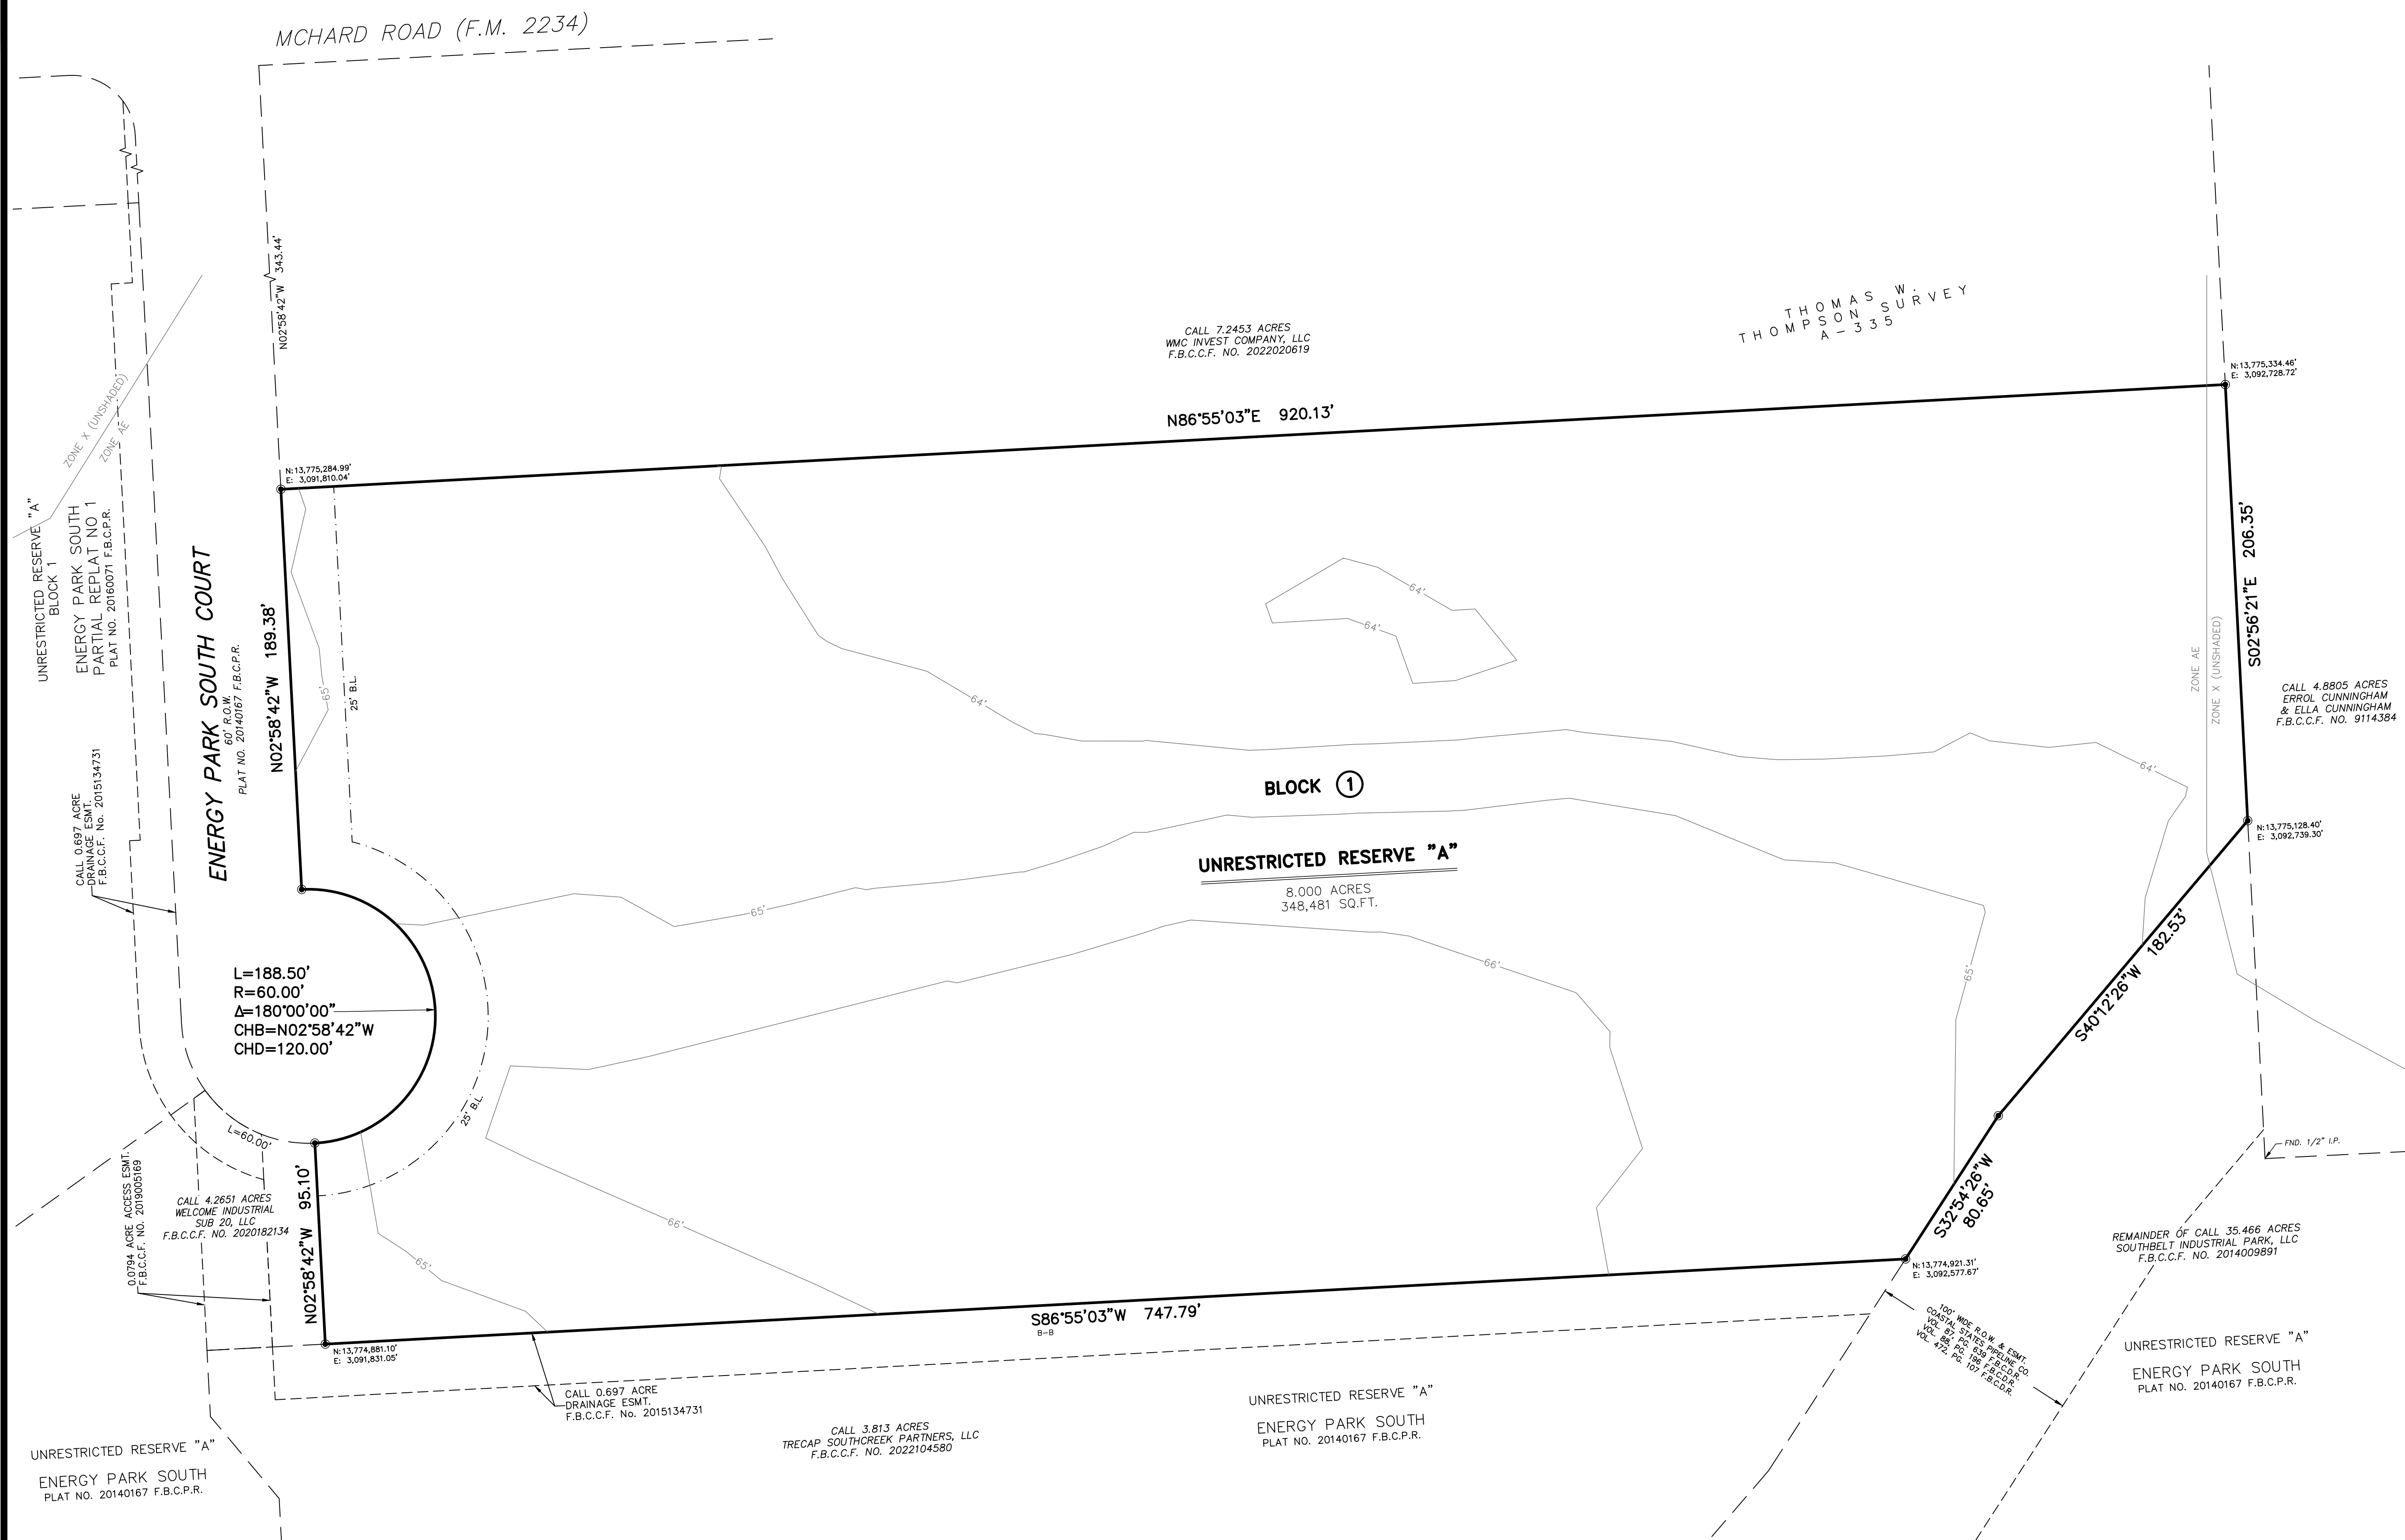 MCHARD ROAD (F.M. 2234)
N02°58'42"W 343.44'
THOMAS W.
THOMPSON SURVEY
A-335
CALL 7.2453 ACRES
WMC INVEST COMPANY, LLC
F.B.C.C.F. NO. 2022020619
N:13,775,334.46'
E: 3,092,728.72'
N86°55'03"E 920.13'
ZONE X (UNSHADED)
ZONE AE
N:13,775,284.99'
E: 3,091,810.04'
UNRESTRICTED RESERVE "A"
BLOCK 1
ENERGY PARK SOUTH
PARTIAL REPLAT NO 1
PLAT NO. 20160071 F.B.C.P.R.
ENERGY PARK SOUTH COURT
60' R.O.W.
PLAT NO. 20140167 F.B.C.P.R.
N02°58'42"W 189.38'
65'
25' B.L.
64'
64'
64'
64'
S02°56'21"E 206.35'
ZONE AE
ZONE X (UNSHADED)
CALL 4.8805 ACRES
ERROL CUNNINGHAM
& ELLA CUNNINGHAM
F.B.C.C.F. NO. 9114384
N:13,775,128.40'
E: 3,092,739.30'
BLOCK 1
UNRESTRICTED RESERVE "A"
8.000 ACRES
348,481 SQ.FT.
CALL 0.697 ACRE
DRAINAGE ESMT.
F.B.C.C.F. No. 2015134731
65'
66'
65'
S40°12'26"W 182.53'
L=188.50'
R=60.00'
Δ=180°00'00"
CHB=N02°58'42"W
CHD=120.00'
25' B.L.
L=60.00'
0.0794 ACRE ACCESS ESMT.
F.B.C.F. NO. 2019005169
CALL 4.2651 ACRES
WELCOME INDUSTRIAL
SUB 20, LLC
F.B.C.C.F. NO. 2020182134
N02°58'42"W 95.10'
65'
66'
S32°54'26"W
80.65'
FND. 1/2" I.P.
REMAINDER OF CALL 35.466 ACRES
SOUTHBELT INDUSTRIAL PARK, LLC
F.B.C.C.F. NO. 2014009891
N:13,774,921.31'
E: 3,092,577.67'
S86°55'03"W 747.79'
B-B
N:13,774,881.10'
E: 3,091,831.05'
100' WIDE R.O.W. & ESMT.
COASTAL STATES PIPELINE CO.
VOL. 87, PG. 639 F.B.C.D.R.
VOL. 88, PG. 196 F.B.C.D.R.
VOL. 472, PG. 107 F.B.C.D.R.
UNRESTRICTED RESERVE "A"
ENERGY PARK SOUTH
PLAT NO. 20140167 F.B.C.P.R.
CALL 0.697 ACRE
DRAINAGE ESMT.
F.B.C.C.F. No. 2015134731
CALL 3.813 ACRES
TRECAP SOUTHCREEK PARTNERS, LLC
F.B.C.C.F. NO. 2022104580
UNRESTRICTED RESERVE "A"
ENERGY PARK SOUTH
PLAT NO. 20140167 F.B.C.P.R.
UNRESTRICTED RESERVE "A"
ENERGY PARK SOUTH
PLAT NO. 20140167 F.B.C.P.R.